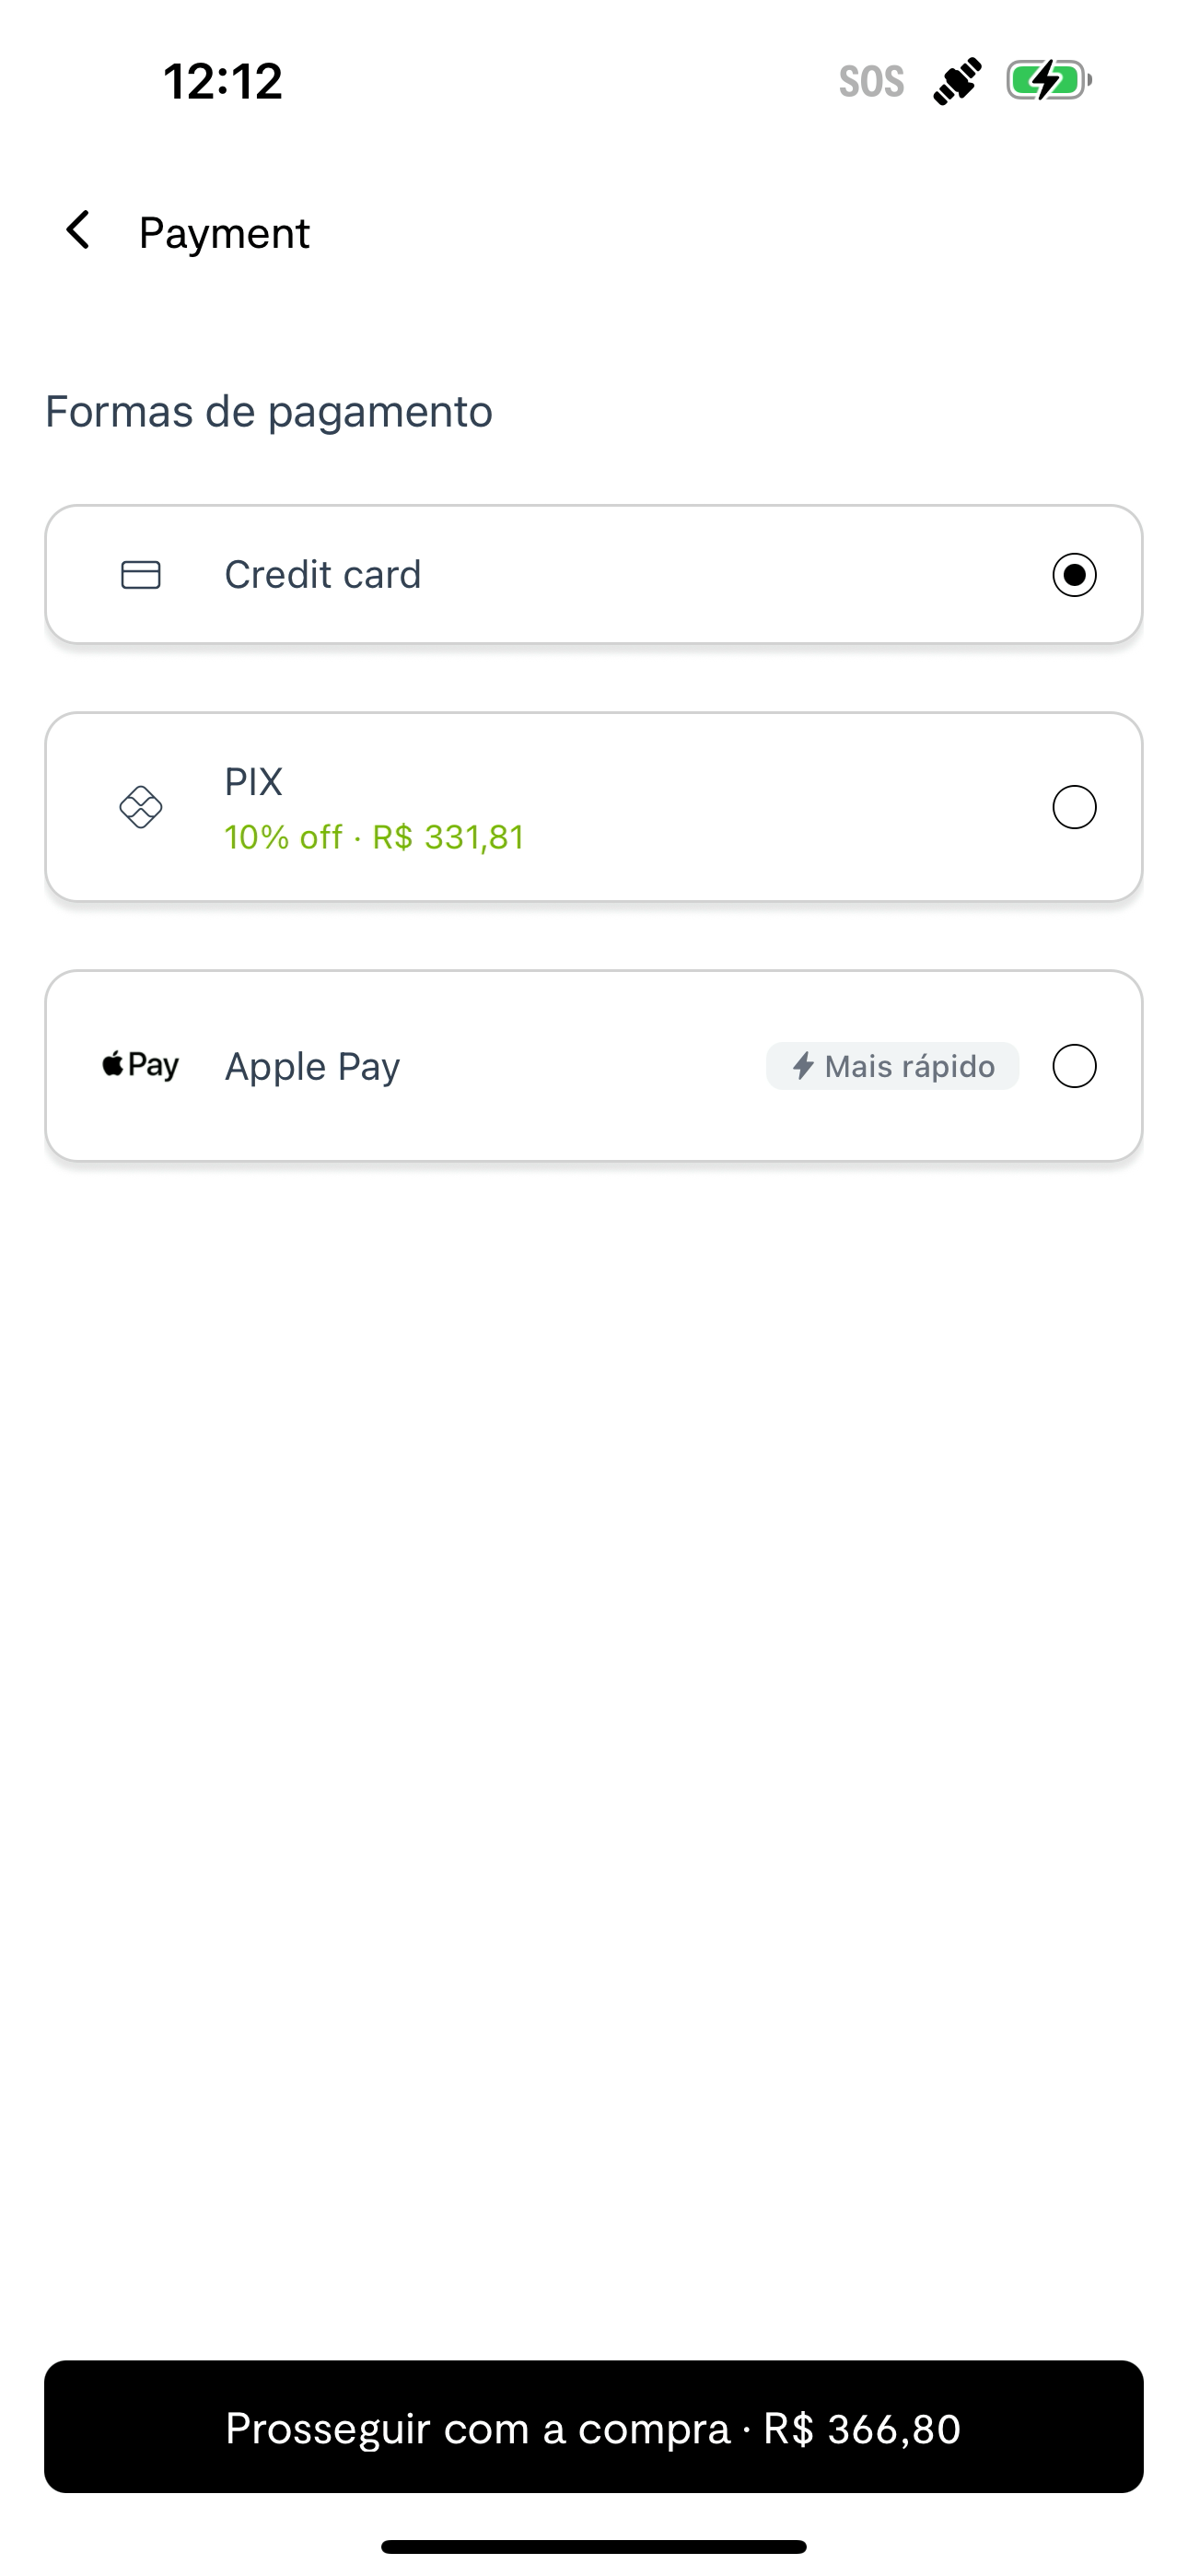 12:12 SOS
Payment
Formas de pagamento
Credit card
PIX
10% off · R$ 331,81
Pay Apple Pay Mais rápido
Prosseguir com a compra · R$ 366,80